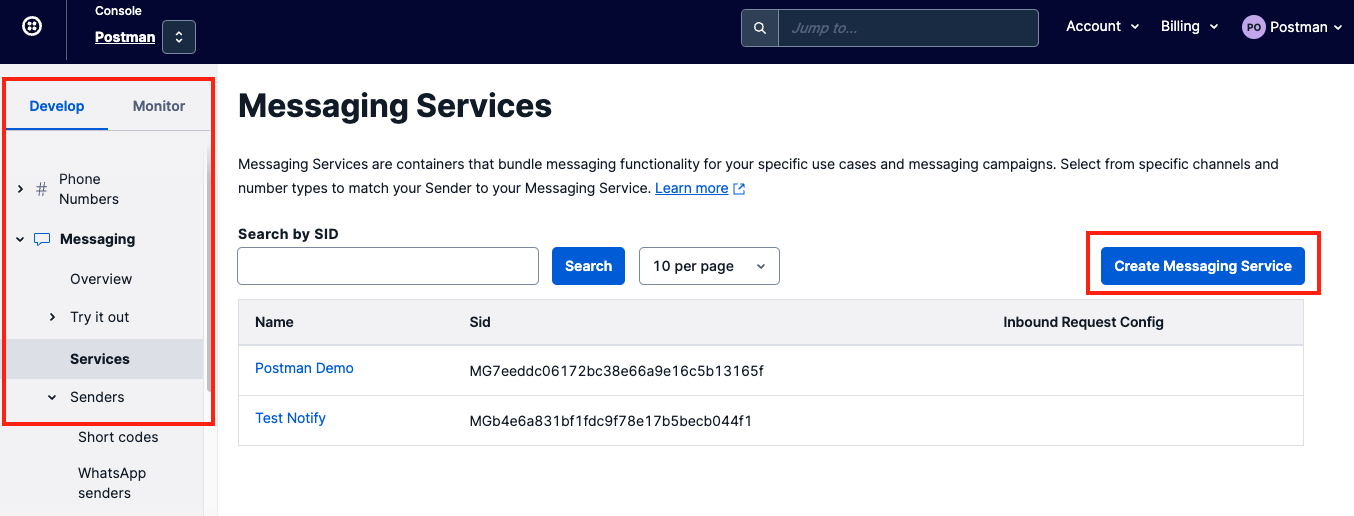 Console
Postman
Jump to...
Account
Billing
PO
Postman
Develop
Monitor
# Phone
Numbers
Messaging
Overview
Try it out
Services
Senders
Short codes
WhatsApp
senders
Messaging Services
Messaging Services are containers that bundle messaging functionality for your specific use cases and messaging campaigns. Select from specific channels and
number types to match your Sender to your Messaging Service. Learn more
Search by SID
Search
10 per page
Create Messaging Service
Name Sid Inbound Request Config
Postman Demo MG7eeddc06172bc38e66a9e16c5b13165f
Test Notify MGb4e6a831bf1fdc9f78e17b5becb044f1